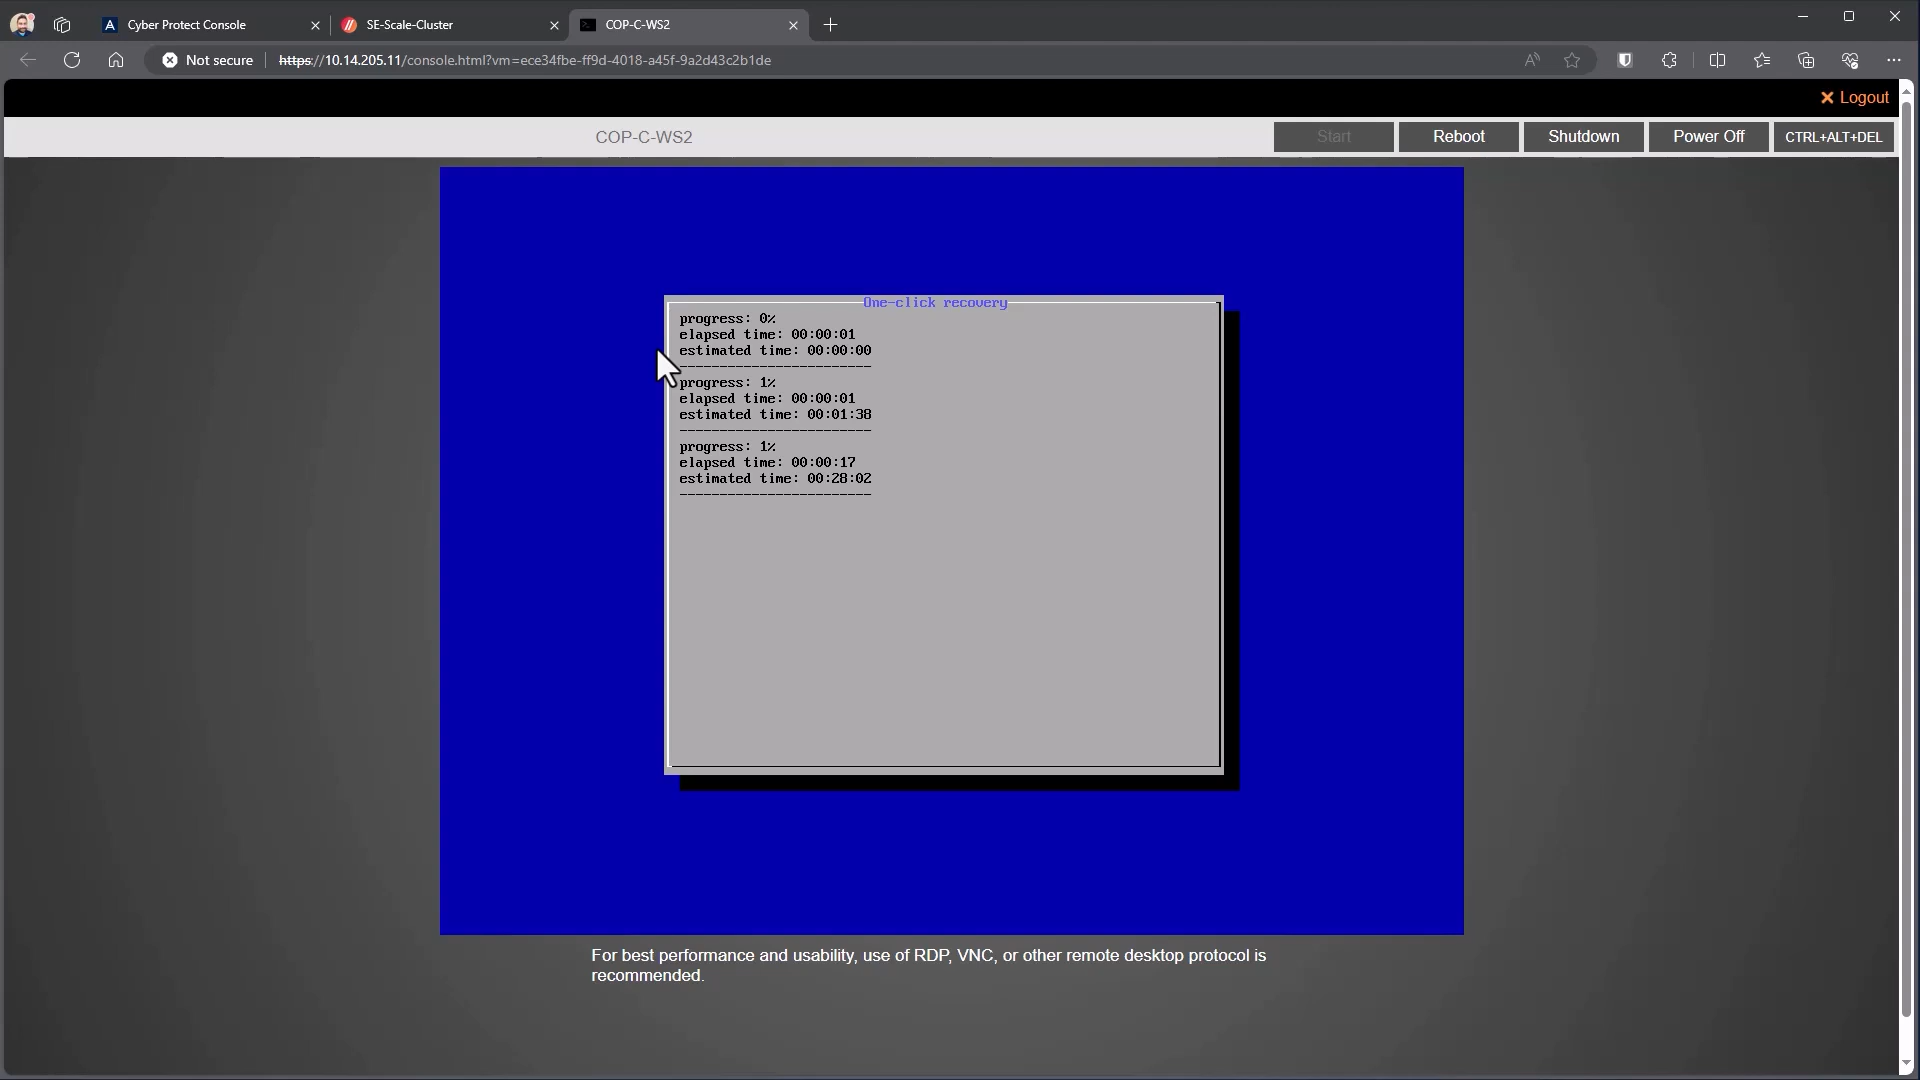 Cyber Protect Console
SE-Scale-Cluster
COP-C-WS2
Not secure
https://10.14.205.11/console.html?vm=ece34fbe-ff9d-4018-a45f-9a2d43c2b1de
Logout
COP-C-WS2
Start
Reboot
Shutdown
Power Off
CTRL+ALT+DEL
One-click recovery
progress: 0%
elapsed time: 00:00:01
estimated time: 00:00:00
------------------------
progress: 1%
elapsed time: 00:00:01
estimated time: 00:01:38
------------------------
progress: 1%
elapsed time: 00:00:17
estimated time: 00:28:02
------------------------
For best performance and usability, use of RDP, VNC, or other remote desktop protocol is
recommended.